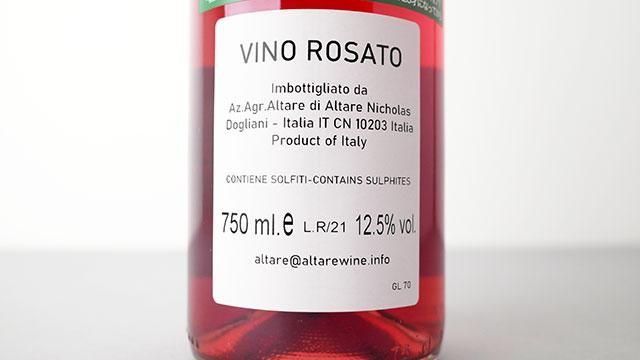 VINO ROSATO
Imbottigliato da
Az.Agr.Altare di Altare Nicholas
Dogliani - Italia IT CN 10203 Italia
Product of Italy
CONTIENE SOLFITI-CONTAINS SULPHITES
750 ml.e L.R/21 12.5% vol.
altare@altarewine.info
GL 70